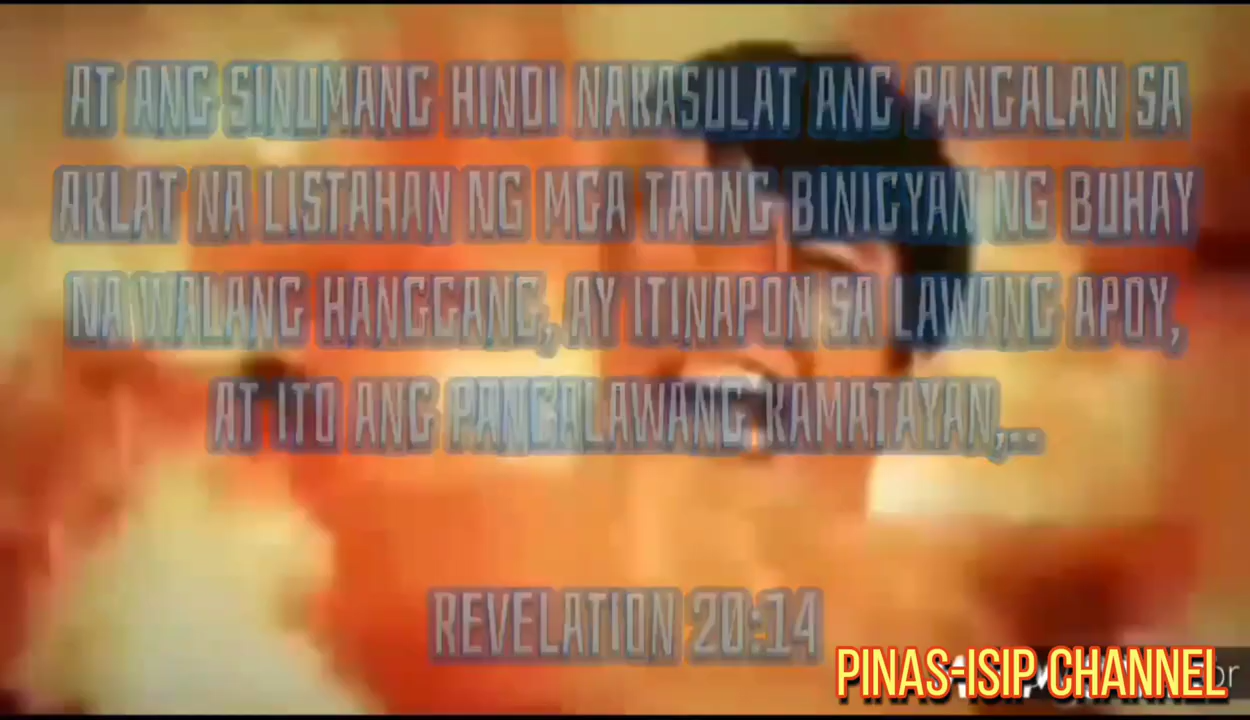 AT ANG SINUMANG HINDI NAKASULAT ANG PANGALAN SA
AKLAT NA LISTAHAN NG MGA TAONG BINIGYAN NG BUHAY
NA WALANG HANGGANG, AY ITINAPON SA LAWANG APOY,
AT ITO ANG PANGALAWANG KAMATAYAN,...
REVELATION 20:14
PINAS-ISIP CHANNEL